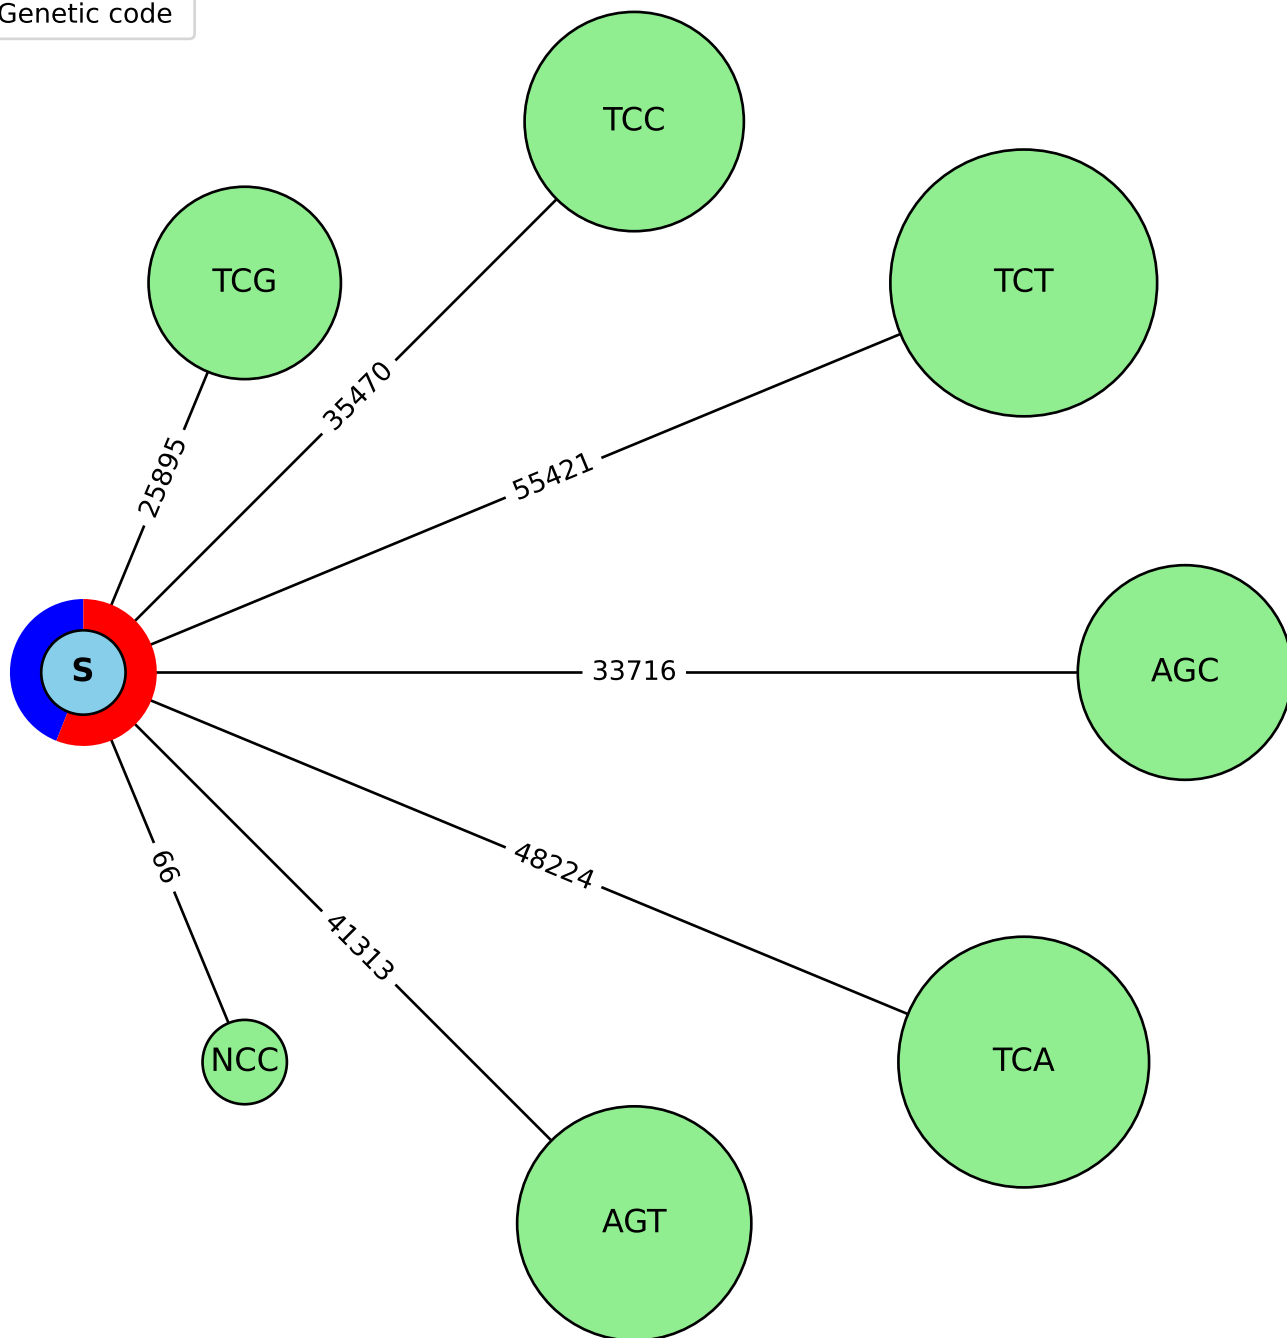 Genetic code
TCC
TCG
TCT
35470
25895
55421
S
33716
AGC
66
48224
41313
NCC
TCA
AGT